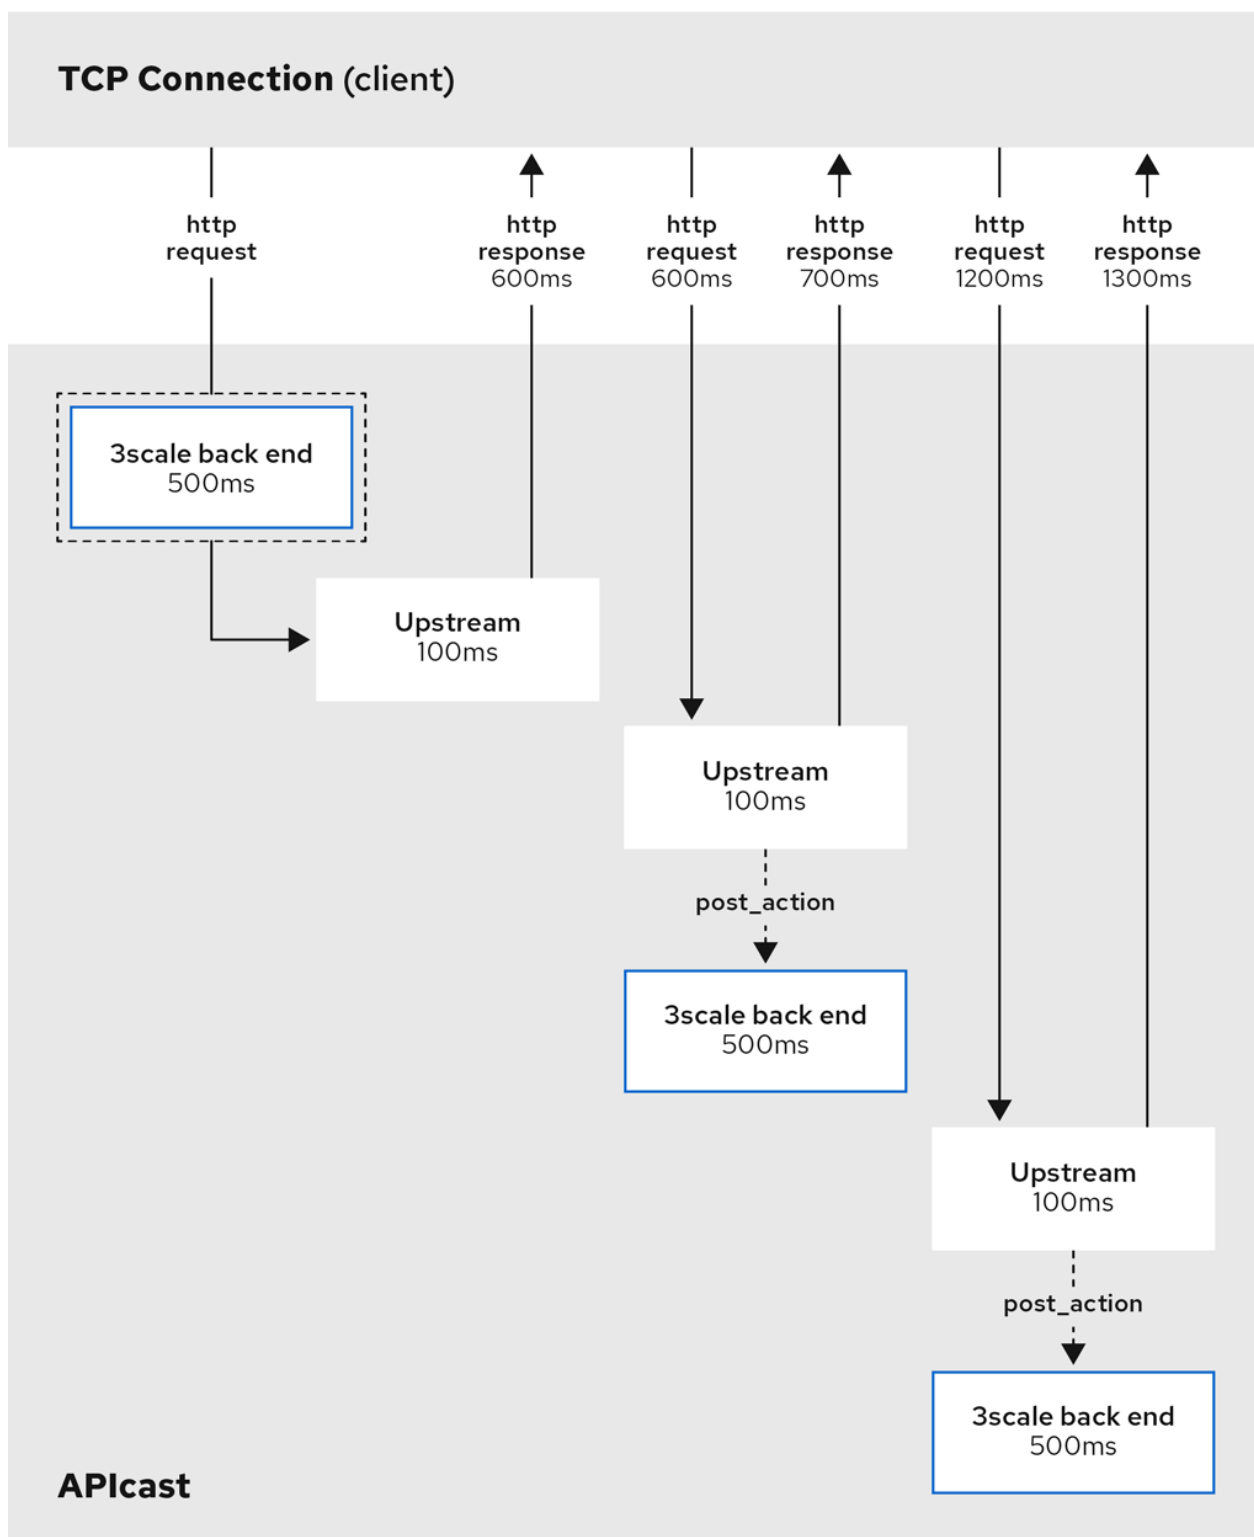 TCP Connection (client)
http
request
http
response
600ms
http
request
600ms
http
response
700ms
http
request
1200ms
http
response
1300ms
3scale back end
500ms
Upstream
100ms
Upstream
100ms
post_action
3scale back end
500ms
Upstream
100ms
post_action
3scale back end
500ms
APIcast